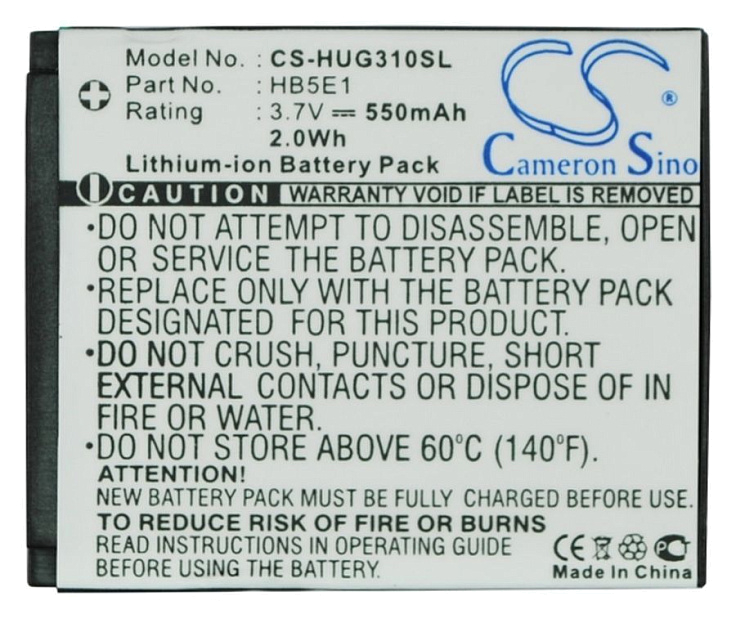 Model No. : CS-HUG310SL
Part No. : HB5E1
Rating : 3.7V ⎓ 550mAh
2.0Wh
Lithium-ion Battery Pack
CS ®
Cameron Sino
CAUTION WARRANTY VOID IF LABEL IS REMOVED
•DO NOT ATTEMPT TO DISASSEMBLE, OPEN
OR SERVICE THE BATTERY PACK.
•REPLACE ONLY WITH THE BATTERY PACK
DESIGNATED FOR THIS PRODUCT.
•DO NOT CRUSH, PUNCTURE, SHORT
EXTERNAL CONTACTS OR DISPOSE OF IN
FIRE OR WATER.
•DO NOT STORE ABOVE 60°C (140°F).
ATTENTION!
NEW BATTERY PACK MUST BE FULLY CHARGED BEFORE USE.
TO REDUCE RISK OF FIRE OR BURNS
READ INSTRUCTIONS IN OPERATING GUIDE
BEFORE USING THE BATTERY.
CE PCT
Made In China